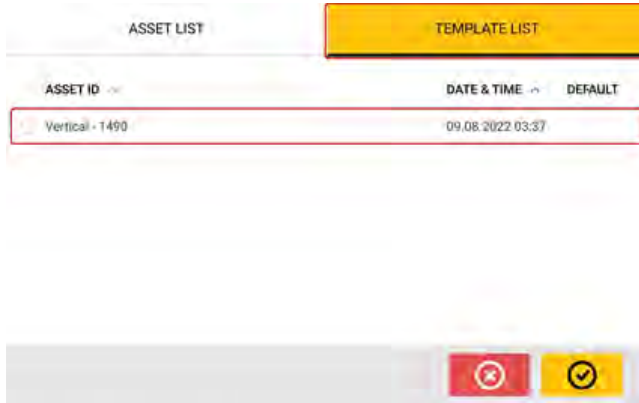 ASSET LIST TEMPLATE LIST
ASSET ID DATE & TIME DEFAULT
Vertical - 1490 09.08.2022 03:37